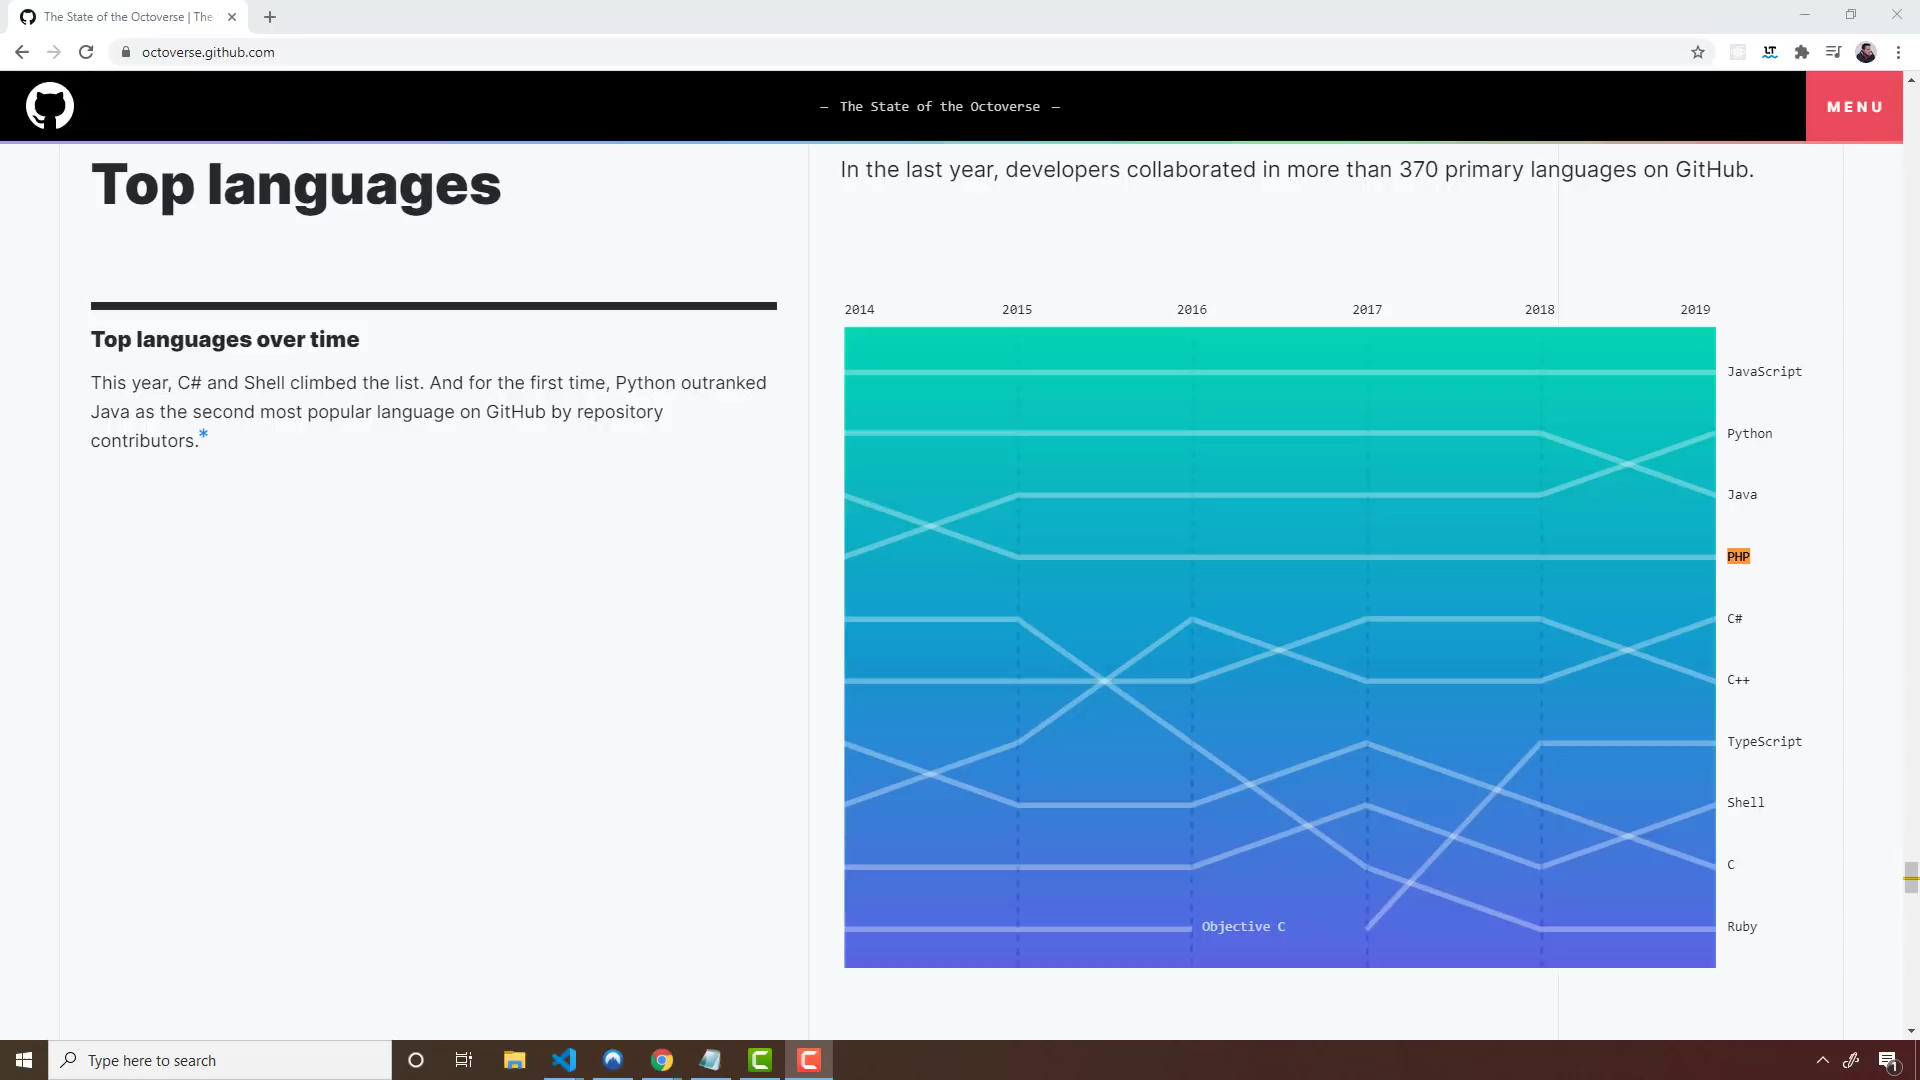 The State of the Octoverse | The
octoverse.github.com
— The State of the Octoverse —
MENU
Top languages
In the last year, developers collaborated in more than 370 primary languages on GitHub.
Top languages over time
This year, C# and Shell climbed the list. And for the first time, Python outranked
Java as the second most popular language on GitHub by repository
contributors.*
2014 2015 2016 2017 2018 2019
JavaScript
Python
Java
PHP
C#
C++
TypeScript
Shell
C
Objective C
Ruby
Type here to search
1